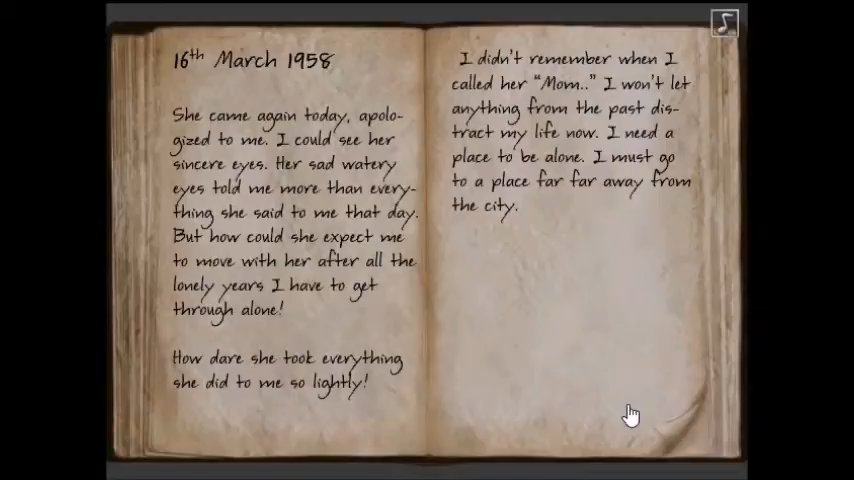 16th March 1958
She came again today, apolo-
gized to me. I could see her
sincere eyes. Her sad watery
eyes told me more than every-
thing she said to me that day.
But how could she expect me
to move with her after all the
lonely years I have to get
through alone!
How dare she took everything
she did to me so lightly!
I didn't remember when I
called her "Mom.." I won't let
anything from the past dis-
tract my life now. I need a
place to be alone. I must go
to a place far far away from
the city.